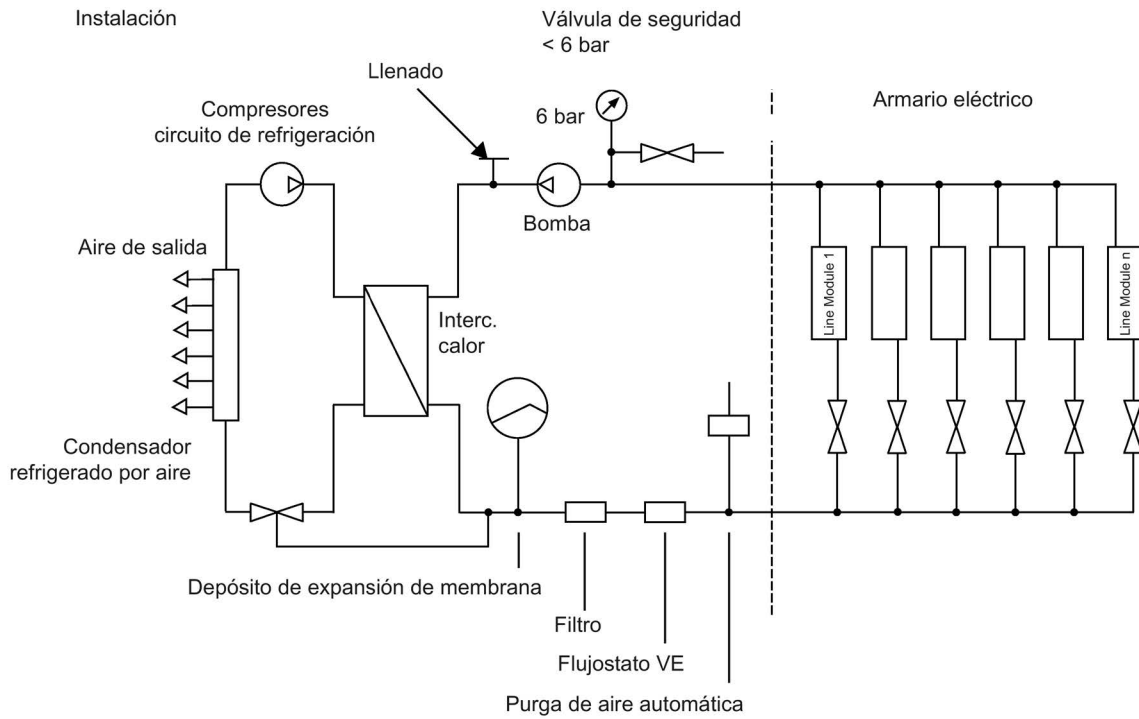 Instalación
Válvula de seguridad
< 6 bar
Llenado
Compresores
circuito de refrigeración
6 bar
Armario eléctrico
Bomba
Aire de salida
Line Module 1
Line Module n
Interc.
calor
Condensador
refrigerado por aire
Depósito de expansión de membrana
Filtro
Flujostato VE
Purga de aire automática